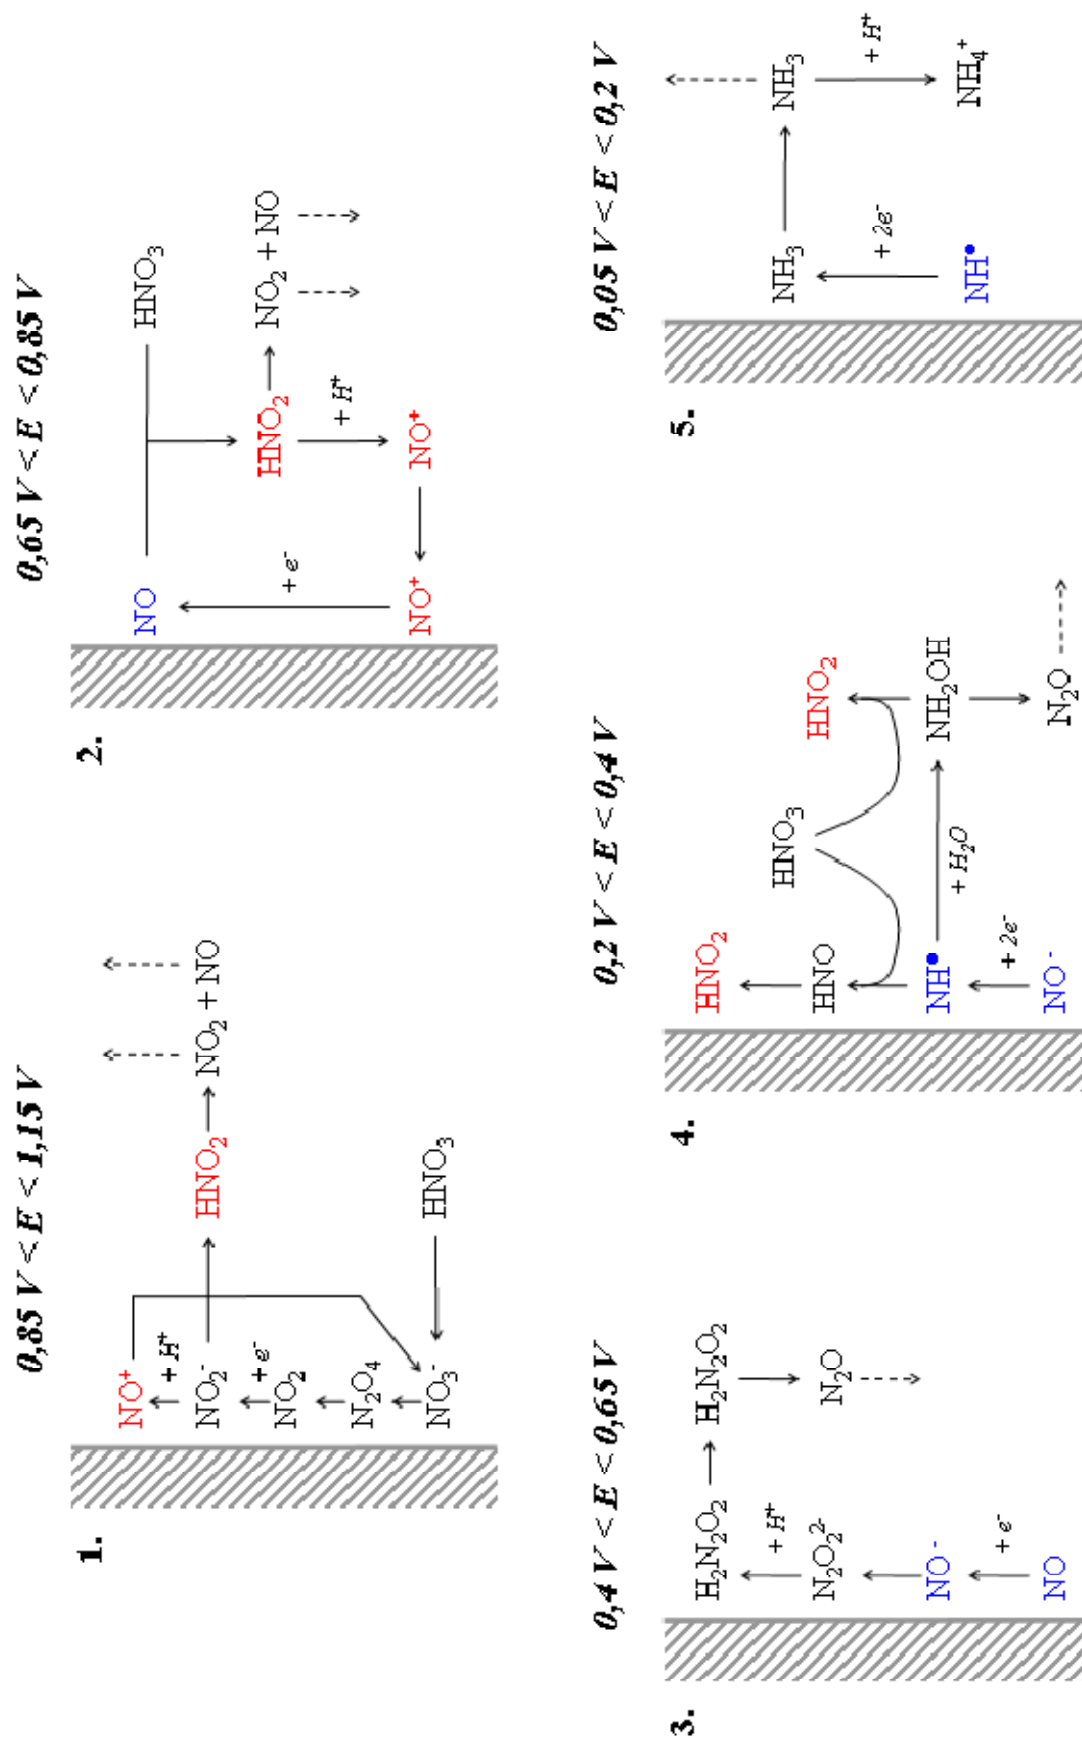 0,85 V < E < 1,15 V
1.
NO⁺
+ H⁺
NO₂⁻
+ e⁻
NO₂
N₂O₄
NO₃⁻
HNO₂
NO₂ + NO
HNO₃
0,65 V < E < 0,85 V
2.
NO
HNO₃
+ e⁻
HNO₂
NO₂ + NO
+ H⁺
NO⁺
NO⁺
0,4 V < E < 0,65 V
3.
H₂N₂O₂
H₂N₂O₂
+ H⁺
N₂O₂²⁻
N₂O
NO⁻
+ e⁻
NO
0,2 V < E < 0,4 V
4.
HNO₂
HNO₃
HNO₂
HNO
NH•
+ H₂O
NH₂OH
+ 2e⁻
NO⁻
N₂O
0,05 V < E < 0,2 V
5.
NH₃
NH₃
+ 2e⁻
+ H⁺
NH•
NH₄⁺